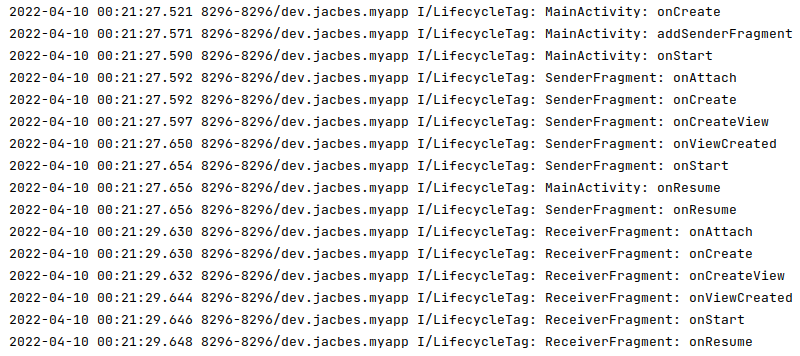 2022-04-10 00:21:27.521 8296-8296/dev.jacbes.myapp I/LifecycleTag: MainActivity: onCreate
2022-04-10 00:21:27.571 8296-8296/dev.jacbes.myapp I/LifecycleTag: MainActivity: addSenderFragment
2022-04-10 00:21:27.590 8296-8296/dev.jacbes.myapp I/LifecycleTag: MainActivity: onStart
2022-04-10 00:21:27.592 8296-8296/dev.jacbes.myapp I/LifecycleTag: SenderFragment: onAttach
2022-04-10 00:21:27.592 8296-8296/dev.jacbes.myapp I/LifecycleTag: SenderFragment: onCreate
2022-04-10 00:21:27.597 8296-8296/dev.jacbes.myapp I/LifecycleTag: SenderFragment: onCreateView
2022-04-10 00:21:27.650 8296-8296/dev.jacbes.myapp I/LifecycleTag: SenderFragment: onViewCreated
2022-04-10 00:21:27.654 8296-8296/dev.jacbes.myapp I/LifecycleTag: SenderFragment: onStart
2022-04-10 00:21:27.656 8296-8296/dev.jacbes.myapp I/LifecycleTag: MainActivity: onResume
2022-04-10 00:21:27.656 8296-8296/dev.jacbes.myapp I/LifecycleTag: SenderFragment: onResume
2022-04-10 00:21:29.630 8296-8296/dev.jacbes.myapp I/LifecycleTag: ReceiverFragment: onAttach
2022-04-10 00:21:29.630 8296-8296/dev.jacbes.myapp I/LifecycleTag: ReceiverFragment: onCreate
2022-04-10 00:21:29.632 8296-8296/dev.jacbes.myapp I/LifecycleTag: ReceiverFragment: onCreateView
2022-04-10 00:21:29.644 8296-8296/dev.jacbes.myapp I/LifecycleTag: ReceiverFragment: onViewCreated
2022-04-10 00:21:29.646 8296-8296/dev.jacbes.myapp I/LifecycleTag: ReceiverFragment: onStart
2022-04-10 00:21:29.648 8296-8296/dev.jacbes.myapp I/LifecycleTag: ReceiverFragment: onResume